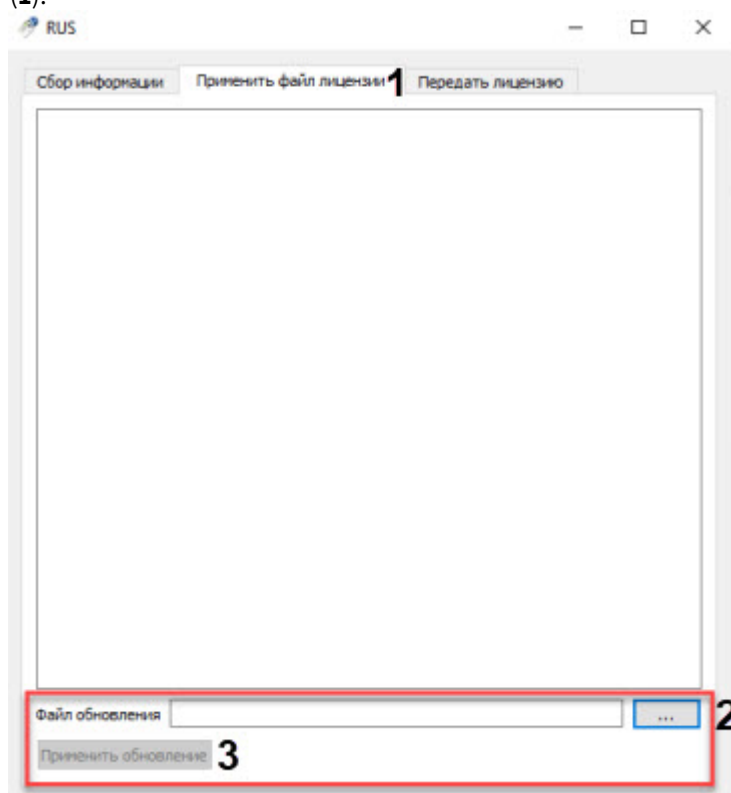 (1).
RUS
Сбор информации Применить файл лицензии 1 Передать лицензию
Файл обновления ... 2
Применить обновление 3